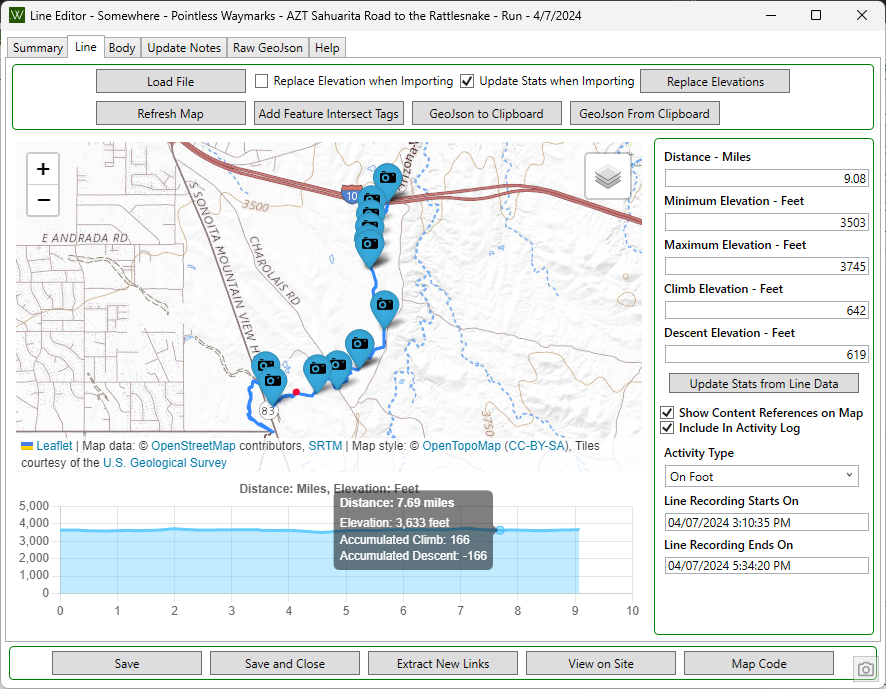 Line Editor - Somewhere - Pointless Waymarks - AZT Sahuarita Road to the Rattlesnake - Run - 4/7/2024
Summary Line Body Update Notes Raw GeoJson Help
Load File Replace Elevation when Importing Update Stats when Importing Replace Elevations
Refresh Map Add Feature Intersect Tags GeoJson to Clipboard GeoJson From Clipboard
+
−
10
3500
E ANDRADA RD
S SONOITA MOUNTAIN VIEW H
CHAROLAIS RD
Arizona
83
3750
Leaflet | Map data: © OpenStreetMap contributors, SRTM | Map style: © OpenTopoMap (CC-BY-SA), Tiles
courtesy of the U.S. Geological Survey
Distance: Miles, Elevation: Feet
5,000
4,000
3,000
2,000
1,000
0
0 1 2 3 4 5 6 7 8 9 10
Distance: 7.69 miles
Elevation: 3,633 feet
Accumulated Climb: 166
Accumulated Descent: -166
Distance - Miles
9.08
Minimum Elevation - Feet
3503
Maximum Elevation - Feet
3745
Climb Elevation - Feet
642
Descent Elevation - Feet
619
Update Stats from Line Data
Show Content References on Map
Include In Activity Log
Activity Type
On Foot
Line Recording Starts On
04/07/2024 3:10:35 PM
Line Recording Ends On
04/07/2024 5:34:20 PM
Save Save and Close Extract New Links View on Site Map Code